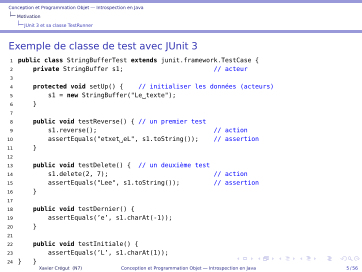 Conception et Programmation Objet — Introspection en Java
Motivation
JUnit 3 et sa classe TestRunner
Exemple de classe de test avec JUnit 3
1 public class StringBufferTest extends junit.framework.TestCase {
2 private StringBuffer s1; // acteur
3
4 protected void setUp() { // initialiser les données (acteurs)
5 s1 = new StringBuffer("Le␣texte");
6 }
7
8 public void testReverse() { // un premier test
9 s1.reverse(); // action
10 assertEquals("etxet␣eL", s1.toString()); // assertion
11 }
12
13 public void testDelete() { // un deuxième test
14 s1.delete(2, 7); // action
15 assertEquals("Lee", s1.toString()); // assertion
16 }
17
18 public void testDernier() {
19 assertEquals('e', s1.charAt(-1));
20 }
21
22 public void testInitiale() {
23 assertEquals('L', s1.charAt(1));
24 } }
Xavier Crégut (N7) Conception et Programmation Objet — Introspection en Java 5 / 56